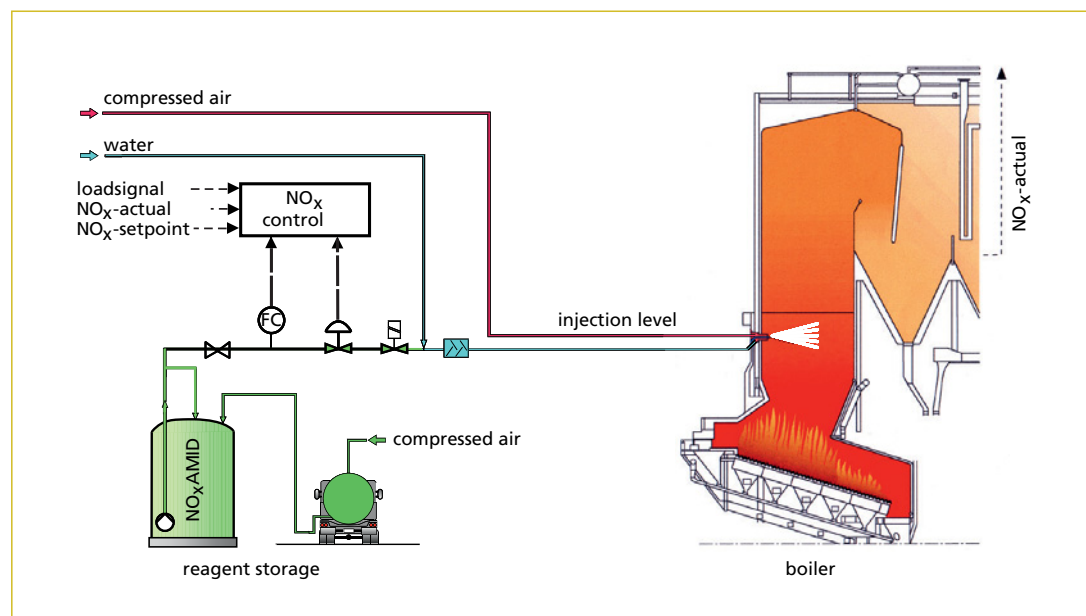 compressed air
water
loadsignal
NOx-actual
NOx-setpoint
NOx
control
FC
injection level
NOx-actual
compressed air
NOxAMID
reagent storage
boiler